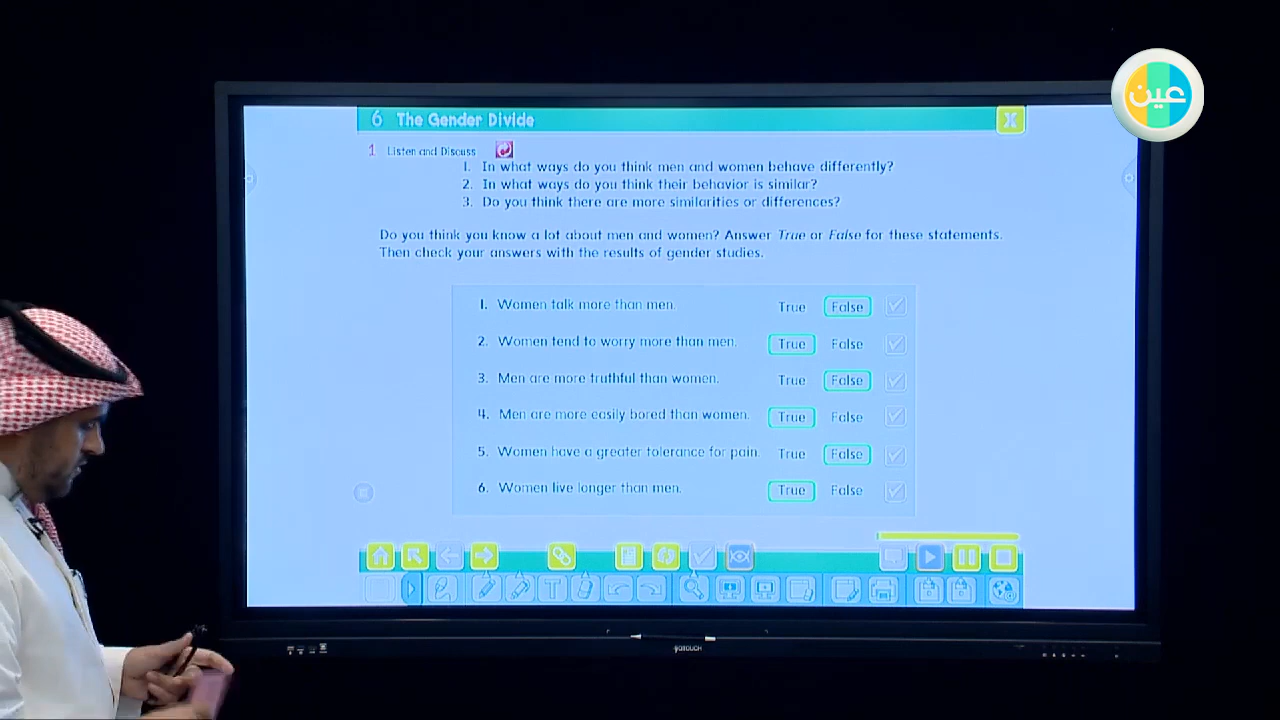 عين
6 The Gender Divide
1 Listen and Discuss
1. In what ways do you think men and women behave differently?
2. In what ways do you think their behavior is similar?
3. Do you think there are more similarities or differences?
Do you think you know a lot about men and women? Answer True or False for these statements.
Then check your answers with the results of gender studies.
1. Women talk more than men. True False
2. Women tend to worry more than men. True False
3. Men are more truthful than women. True False
4. Men are more easily bored than women. True False
5. Women have a greater tolerance for pain. True False
6. Women live longer than men. True False